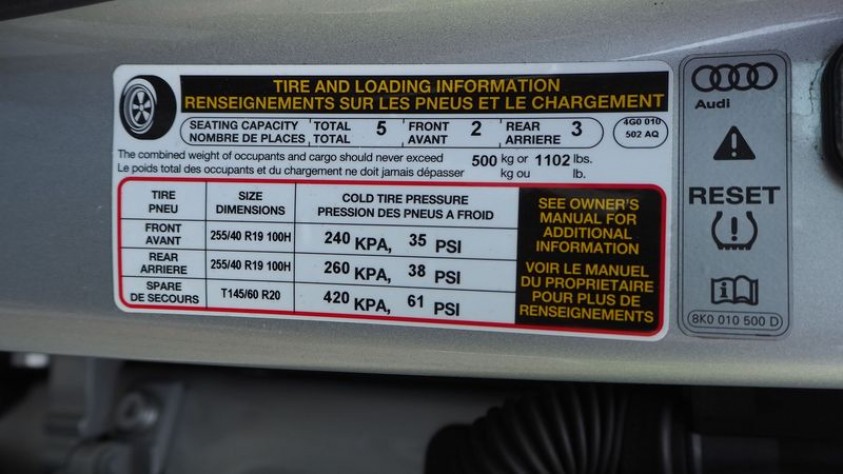 TIRE AND LOADING INFORMATION
RENSEIGNEMENTS SUR LES PNEUS ET LE CHARGEMENT
SEATING CAPACITY TOTAL 5 FRONT 2 REAR 3
NOMBRE DE PLACES TOTAL AVANT ARRIERE
4G0 010
502 AQ
The combined weight of occupants and cargo should never exceed 500 kg or 1102 lbs.
Le poids total des occupants et du chargement ne doit jamais dépasser kg ou lb.
TIRE SIZE COLD TIRE PRESSURE
PNEU DIMENSIONS PRESSION DES PNEUS A FROID
FRONT
AVANT 255/40 R19 100H 240 KPA, 35 PSI
REAR
ARRIERE 255/40 R19 100H 260 KPA, 38 PSI
SPARE
DE SECOURS T145/60 R20 420 KPA, 61 PSI
SEE OWNER'S
MANUAL FOR
ADDITIONAL
INFORMATION
VOIR LE MANUEL
DU PROPRIETAIRE
POUR PLUS DE
RENSEIGNEMENTS
Audi
RESET
8K0 010 500 D